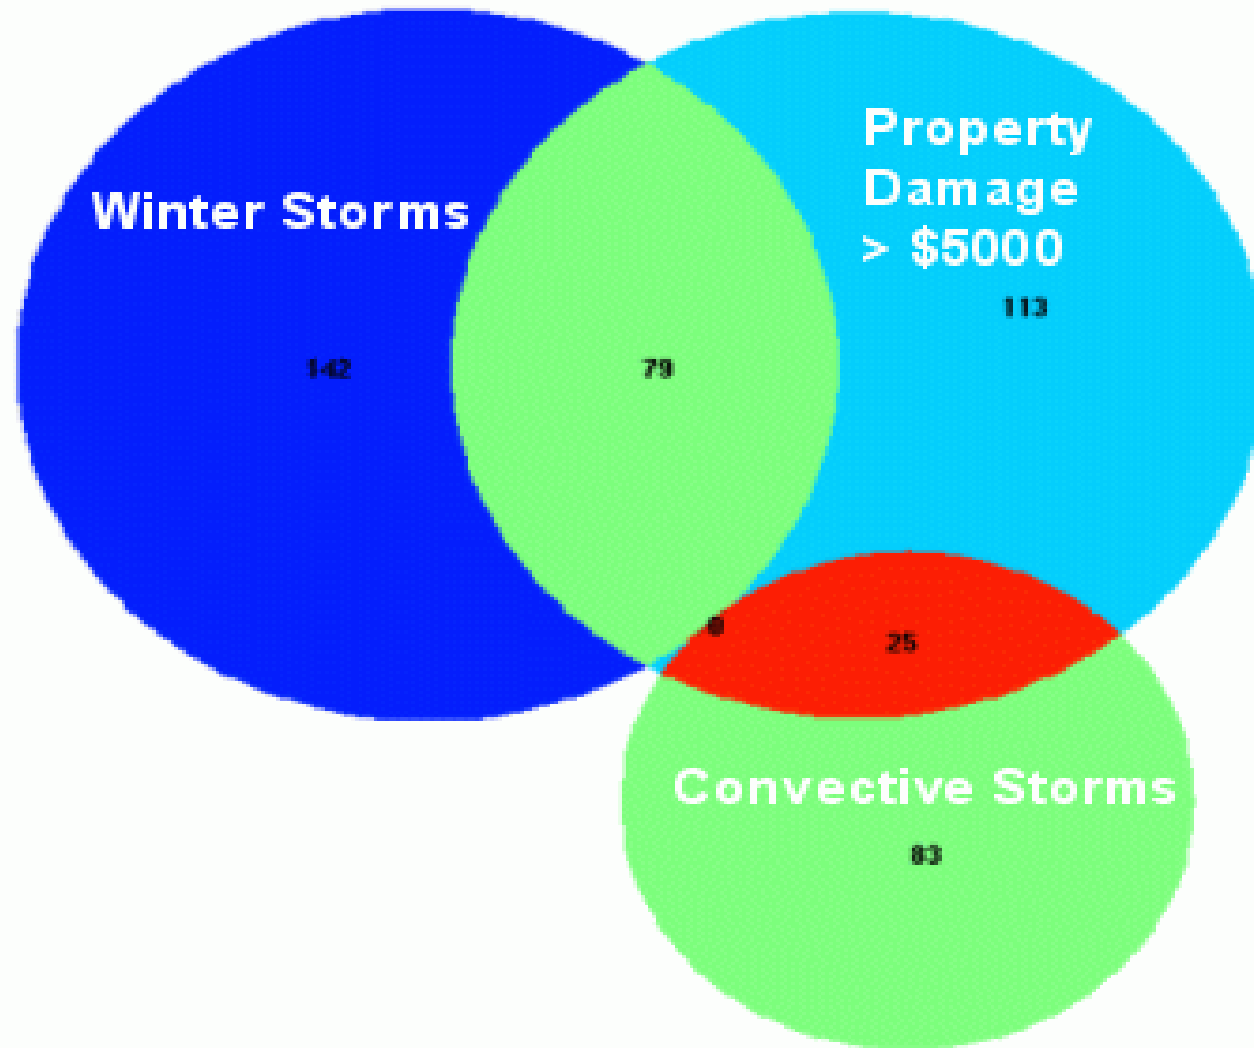 Winter Storms
Property
Damage
> $5000
113
142
79
0
25
Convective Storms
83